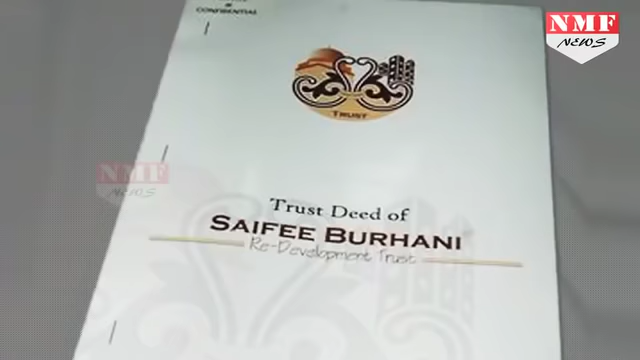 & CONFIDENTIAL
NMF
NEWS
TRUST
NMF
NEWS
Trust Deed of
SAIFEE BURHANI
Re-Development Trust